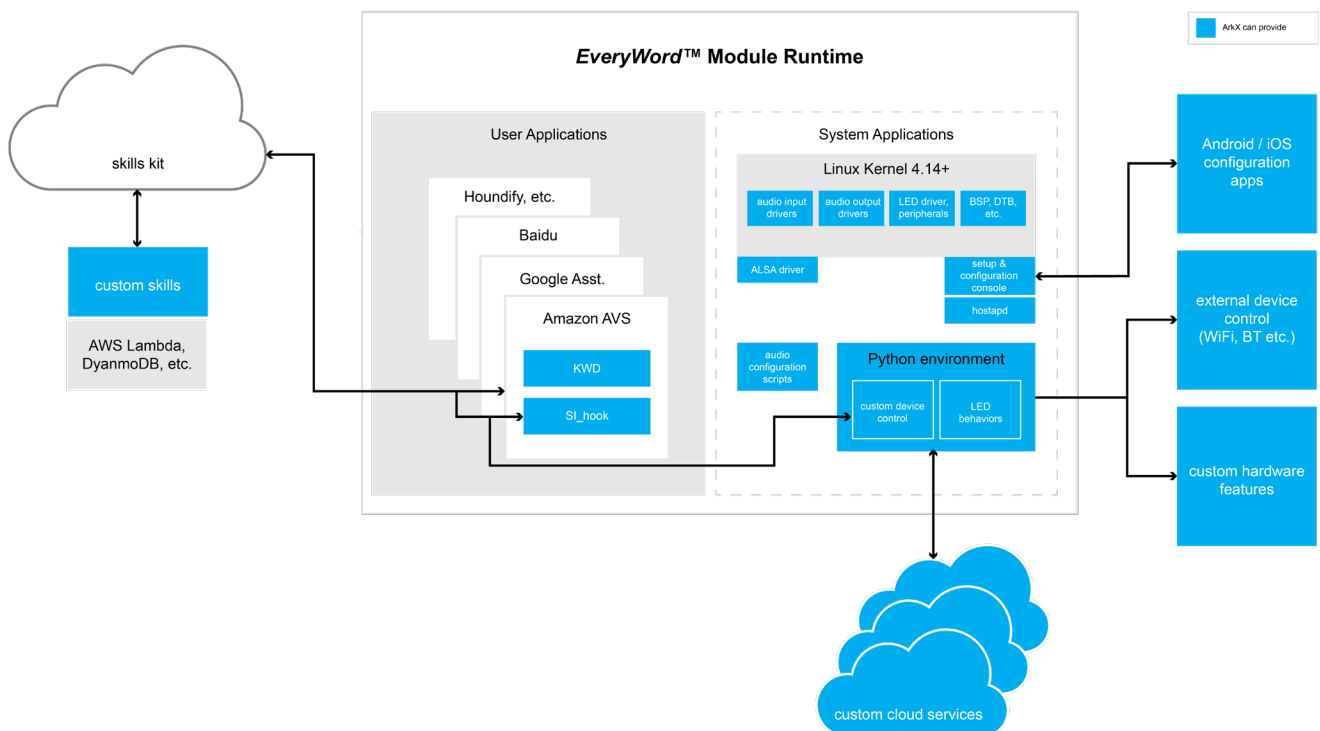 ArkX can provide
EveryWord™ Module Runtime
skills kit
custom skills
AWS Lambda,
DyanmoDB, etc.
User Applications
Houndify, etc.
Baidu
Google Asst.
Amazon AVS
KWD
SI_hook
System Applications
Linux Kernel 4.14+
audio input
drivers
audio output
drivers
LED driver,
peripherals
BSP, DTB,
etc.
ALSA driver
setup &
configuration
console
hostapd
audio
configuration
scripts
Python environment
custom device
control
LED
behaviors
Android / iOS
configuration
apps
external device
control
(WiFi, BT etc.)
custom hardware
features
custom cloud services